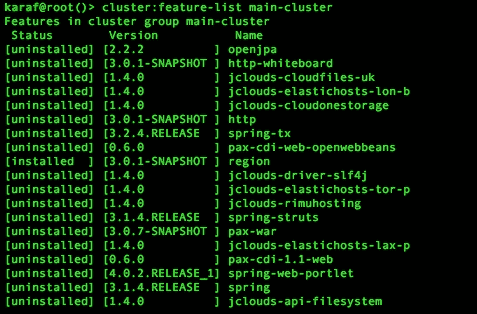 karaf@root()> cluster:feature-list main-cluster
Features in cluster group main-cluster
 Status         Version           Name
[uninstalled] [2.2.2          ] openjpa
[uninstalled] [3.0.1-SNAPSHOT ] http-whiteboard
[uninstalled] [1.4.0          ] jclouds-cloudfiles-uk
[uninstalled] [1.4.0          ] jclouds-elastichosts-lon-b
[uninstalled] [1.4.0          ] jclouds-cloudonestorage
[uninstalled] [3.0.1-SNAPSHOT ] http
[uninstalled] [3.2.4.RELEASE  ] spring-tx
[uninstalled] [0.6.0          ] pax-cdi-web-openwebbeans
[installed  ] [3.0.1-SNAPSHOT ] region
[uninstalled] [1.4.0          ] jclouds-driver-slf4j
[uninstalled] [1.4.0          ] jclouds-elastichosts-tor-p
[uninstalled] [1.4.0          ] jclouds-rimuhosting
[uninstalled] [3.1.4.RELEASE  ] spring-struts
[uninstalled] [3.0.7-SNAPSHOT ] pax-war
[uninstalled] [1.4.0          ] jclouds-elastichosts-lax-p
[uninstalled] [0.6.0          ] pax-cdi-1.1-web
[uninstalled] [4.0.2.RELEASE_1] spring-web-portlet
[uninstalled] [3.1.4.RELEASE  ] spring
[uninstalled] [1.4.0          ] jclouds-api-filesystem